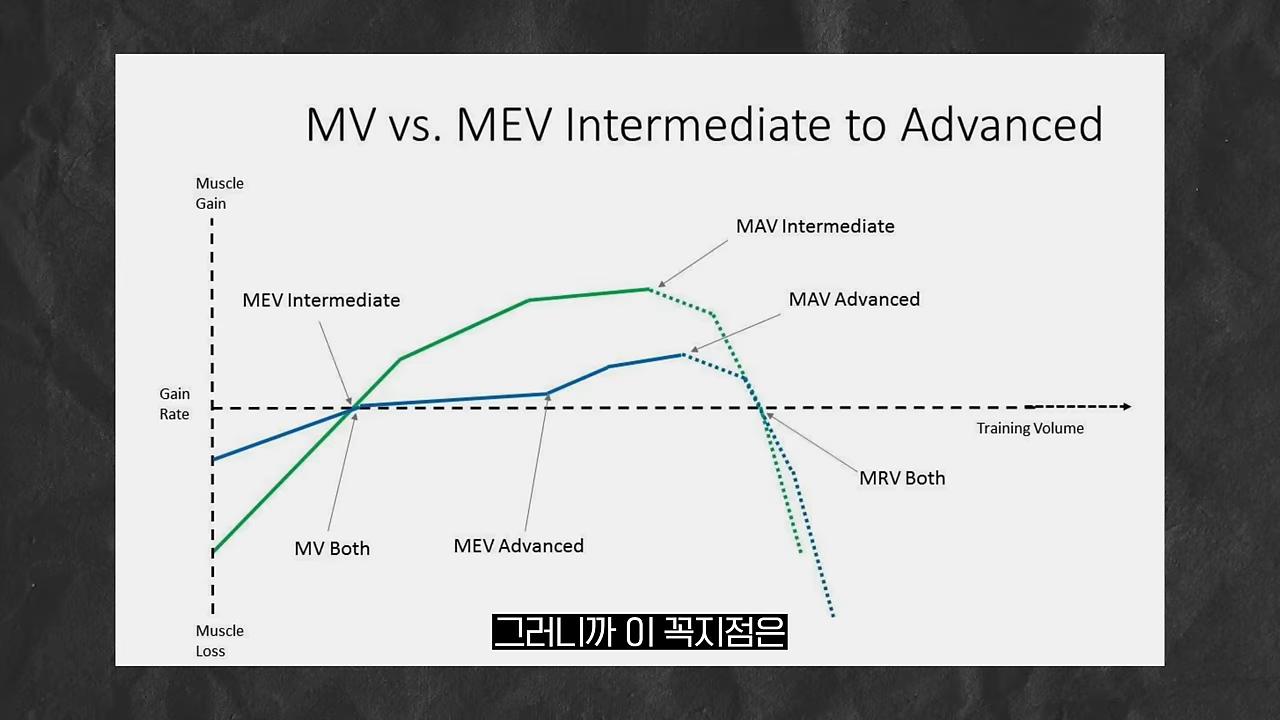 MV vs. MEV Intermediate to Advanced
Muscle
Gain
MAV Intermediate
MEV Intermediate
MAV Advanced
Gain
Rate
Training Volume
MRV Both
MV Both
MEV Advanced
그러니까 이 꼭지점은
Muscle
Loss